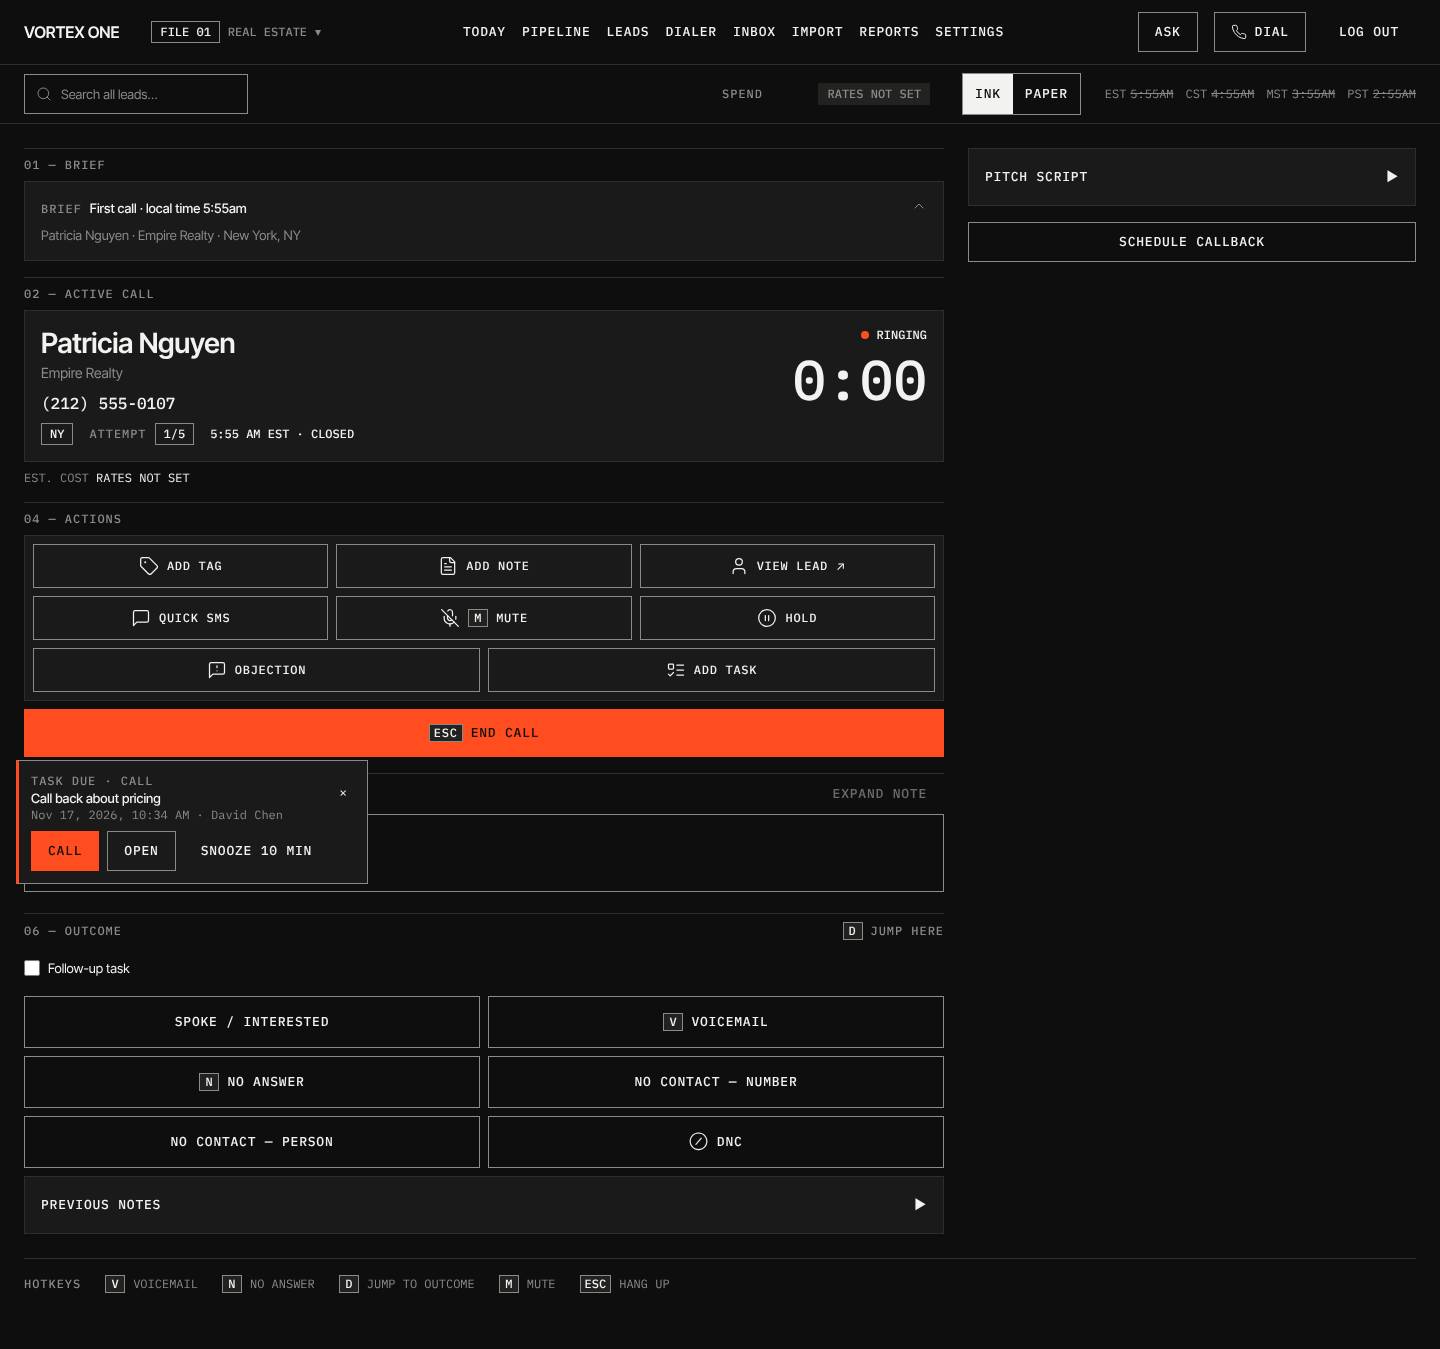 VORTEX ONE
FILE 01 REAL ESTATE ▾
TODAY PIPELINE LEADS DIALER INBOX IMPORT REPORTS SETTINGS
ASK DIAL LOG OUT
Search all leads...
SPEND RATES NOT SET
INK PAPER
EST 5:55AM CST 4:55AM MST 3:55AM PST 2:55AM
01 — BRIEF
BRIEF First call · local time 5:55am
Patricia Nguyen · Empire Realty · New York, NY
PITCH SCRIPT ▶
SCHEDULE CALLBACK
02 — ACTIVE CALL
Patricia Nguyen
RINGING
Empire Realty
0:00
(212) 555-0107
NY ATTEMPT 1/5 5:55 AM EST · CLOSED
EST. COST RATES NOT SET
04 — ACTIONS
ADD TAG ADD NOTE VIEW LEAD ↗
QUICK SMS M MUTE HOLD
OBJECTION ADD TASK
ESC END CALL
TASK DUE · CALL ×
Call back about pricing
Nov 17, 2026, 10:34 AM · David Chen
CALL OPEN SNOOZE 10 MIN
EXPAND NOTE
06 — OUTCOME D JUMP HERE
Follow-up task
SPOKE / INTERESTED V VOICEMAIL
N NO ANSWER NO CONTACT — NUMBER
NO CONTACT — PERSON DNC
PREVIOUS NOTES ▶
HOTKEYS V VOICEMAIL N NO ANSWER D JUMP TO OUTCOME M MUTE ESC HANG UP